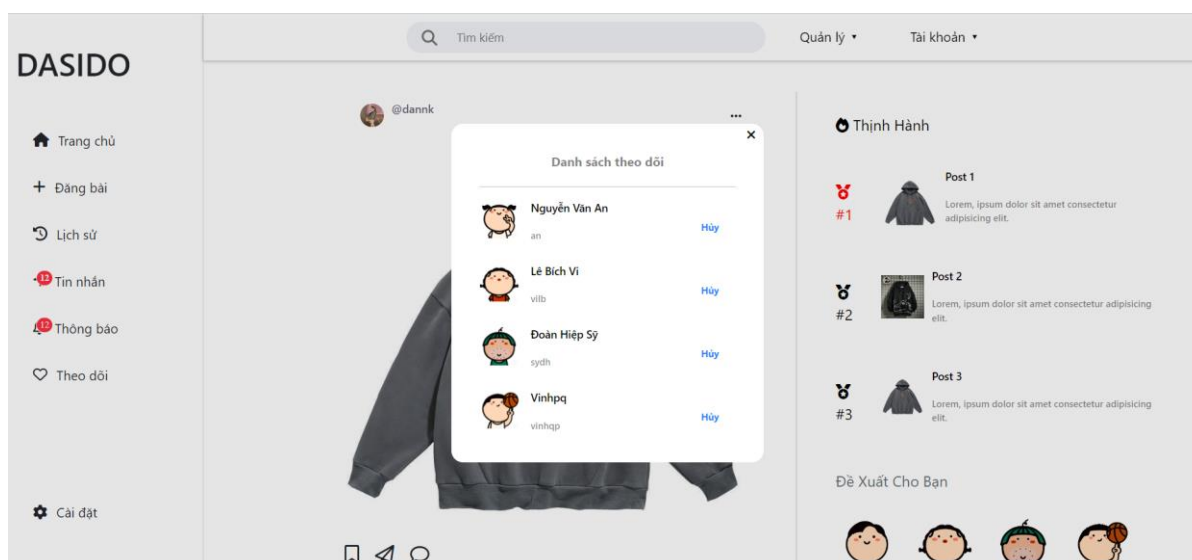 DASIDO
Trang chủ
Đăng bài
Lịch sử
12 Tin nhắn
12 Thông báo
Theo dõi
Cài đặt
Tìm kiếm
Quản lý
Tài khoản
@dannk
Danh sách theo dõi
Nguyễn Văn An
an
Hủy
Lê Bích Vi
vilb
Hủy
Đoàn Hiệp Sỹ
sydh
Hủy
Vinhpq
vinhqp
Hủy
Thịnh Hành
#1
Post 1
Lorem, ipsum dolor sit amet consectetur
adipisicing elit.
#2
Post 2
Lorem, ipsum dolor sit amet consectetur adipisicing
elit.
#3
Post 3
Lorem, ipsum dolor sit amet consectetur adipisicing
elit.
Đề Xuất Cho Bạn